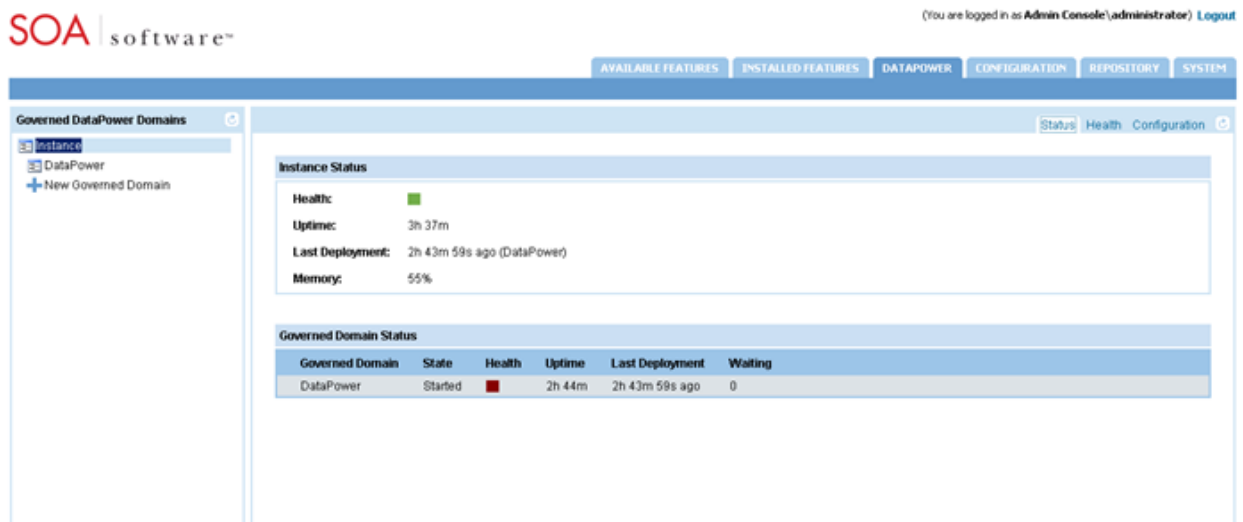 (You are logged in as Admin Console\administrator) Logout
SOA software™
AVAILABLE FEATURES INSTALLED FEATURES DATAPOWER CONFIGURATION REPOSITORY SYSTEM
Governed DataPower Domains
Status Health Configuration
Instance
DataPower
New Governed Domain
Instance Status
Health:
Uptime: 3h 37m
Last Deployment: 2h 43m 59s ago (DataPower)
Memory: 55%
Governed Domain Status
Governed Domain State Health Uptime Last Deployment Waiting
DataPower Started 2h 44m 2h 43m 59s ago 0